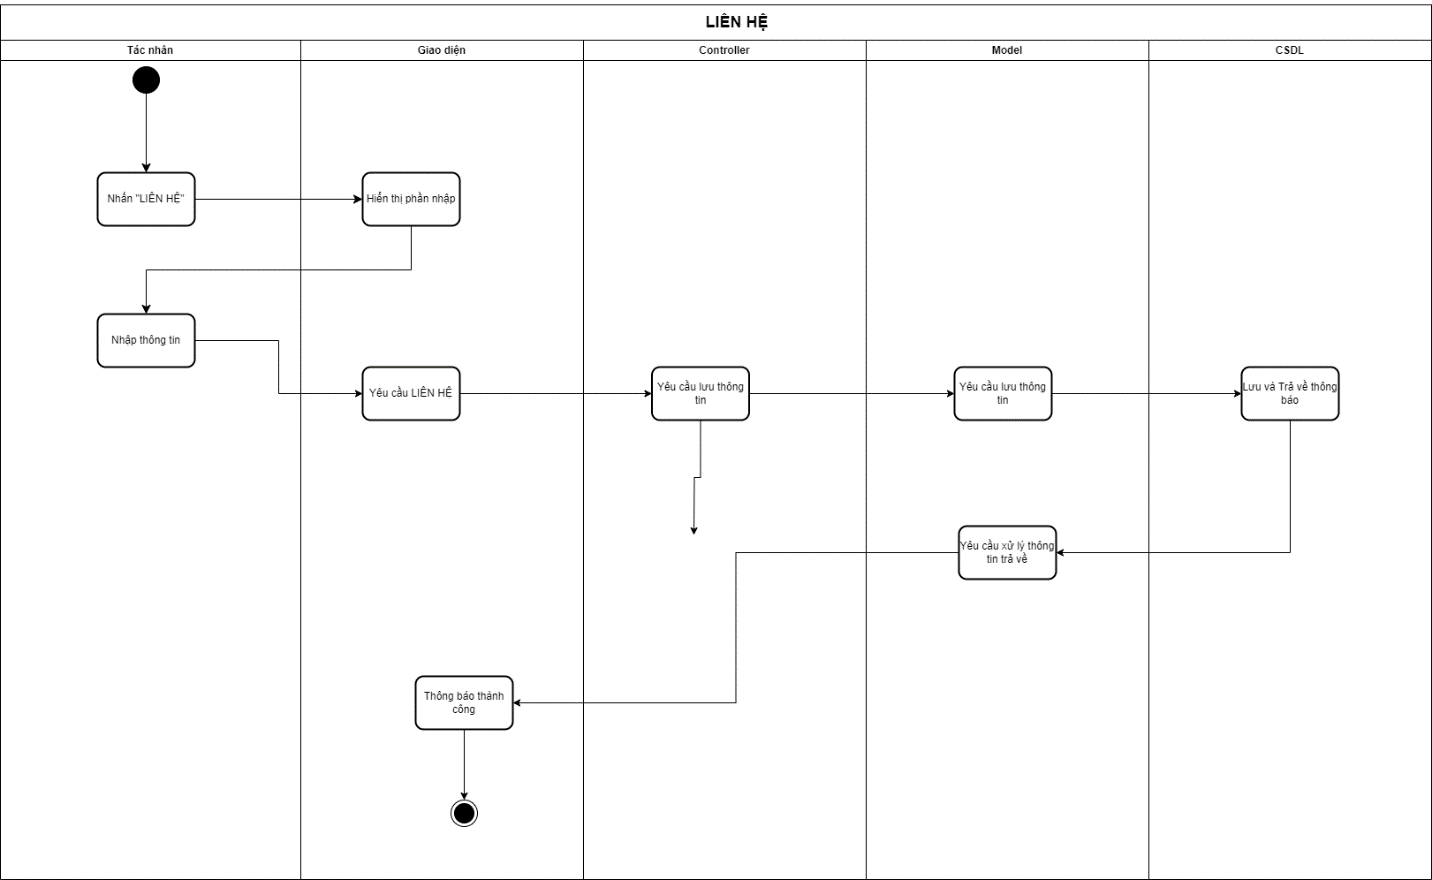 LIÊN HỆ
Tác nhân
Giao diện
Controller
Model
CSDL
Nhấn "LIÊN HỆ"
Hiển thị phần nhập
Nhập thông tin
Yêu cầu LIÊN HỆ
Yêu cầu lưu thông
tin
Yêu cầu lưu thông
tin
Lưu và Trả về thông
báo
Yêu cầu xử lý thông
tin trả về
Thông báo thành
công